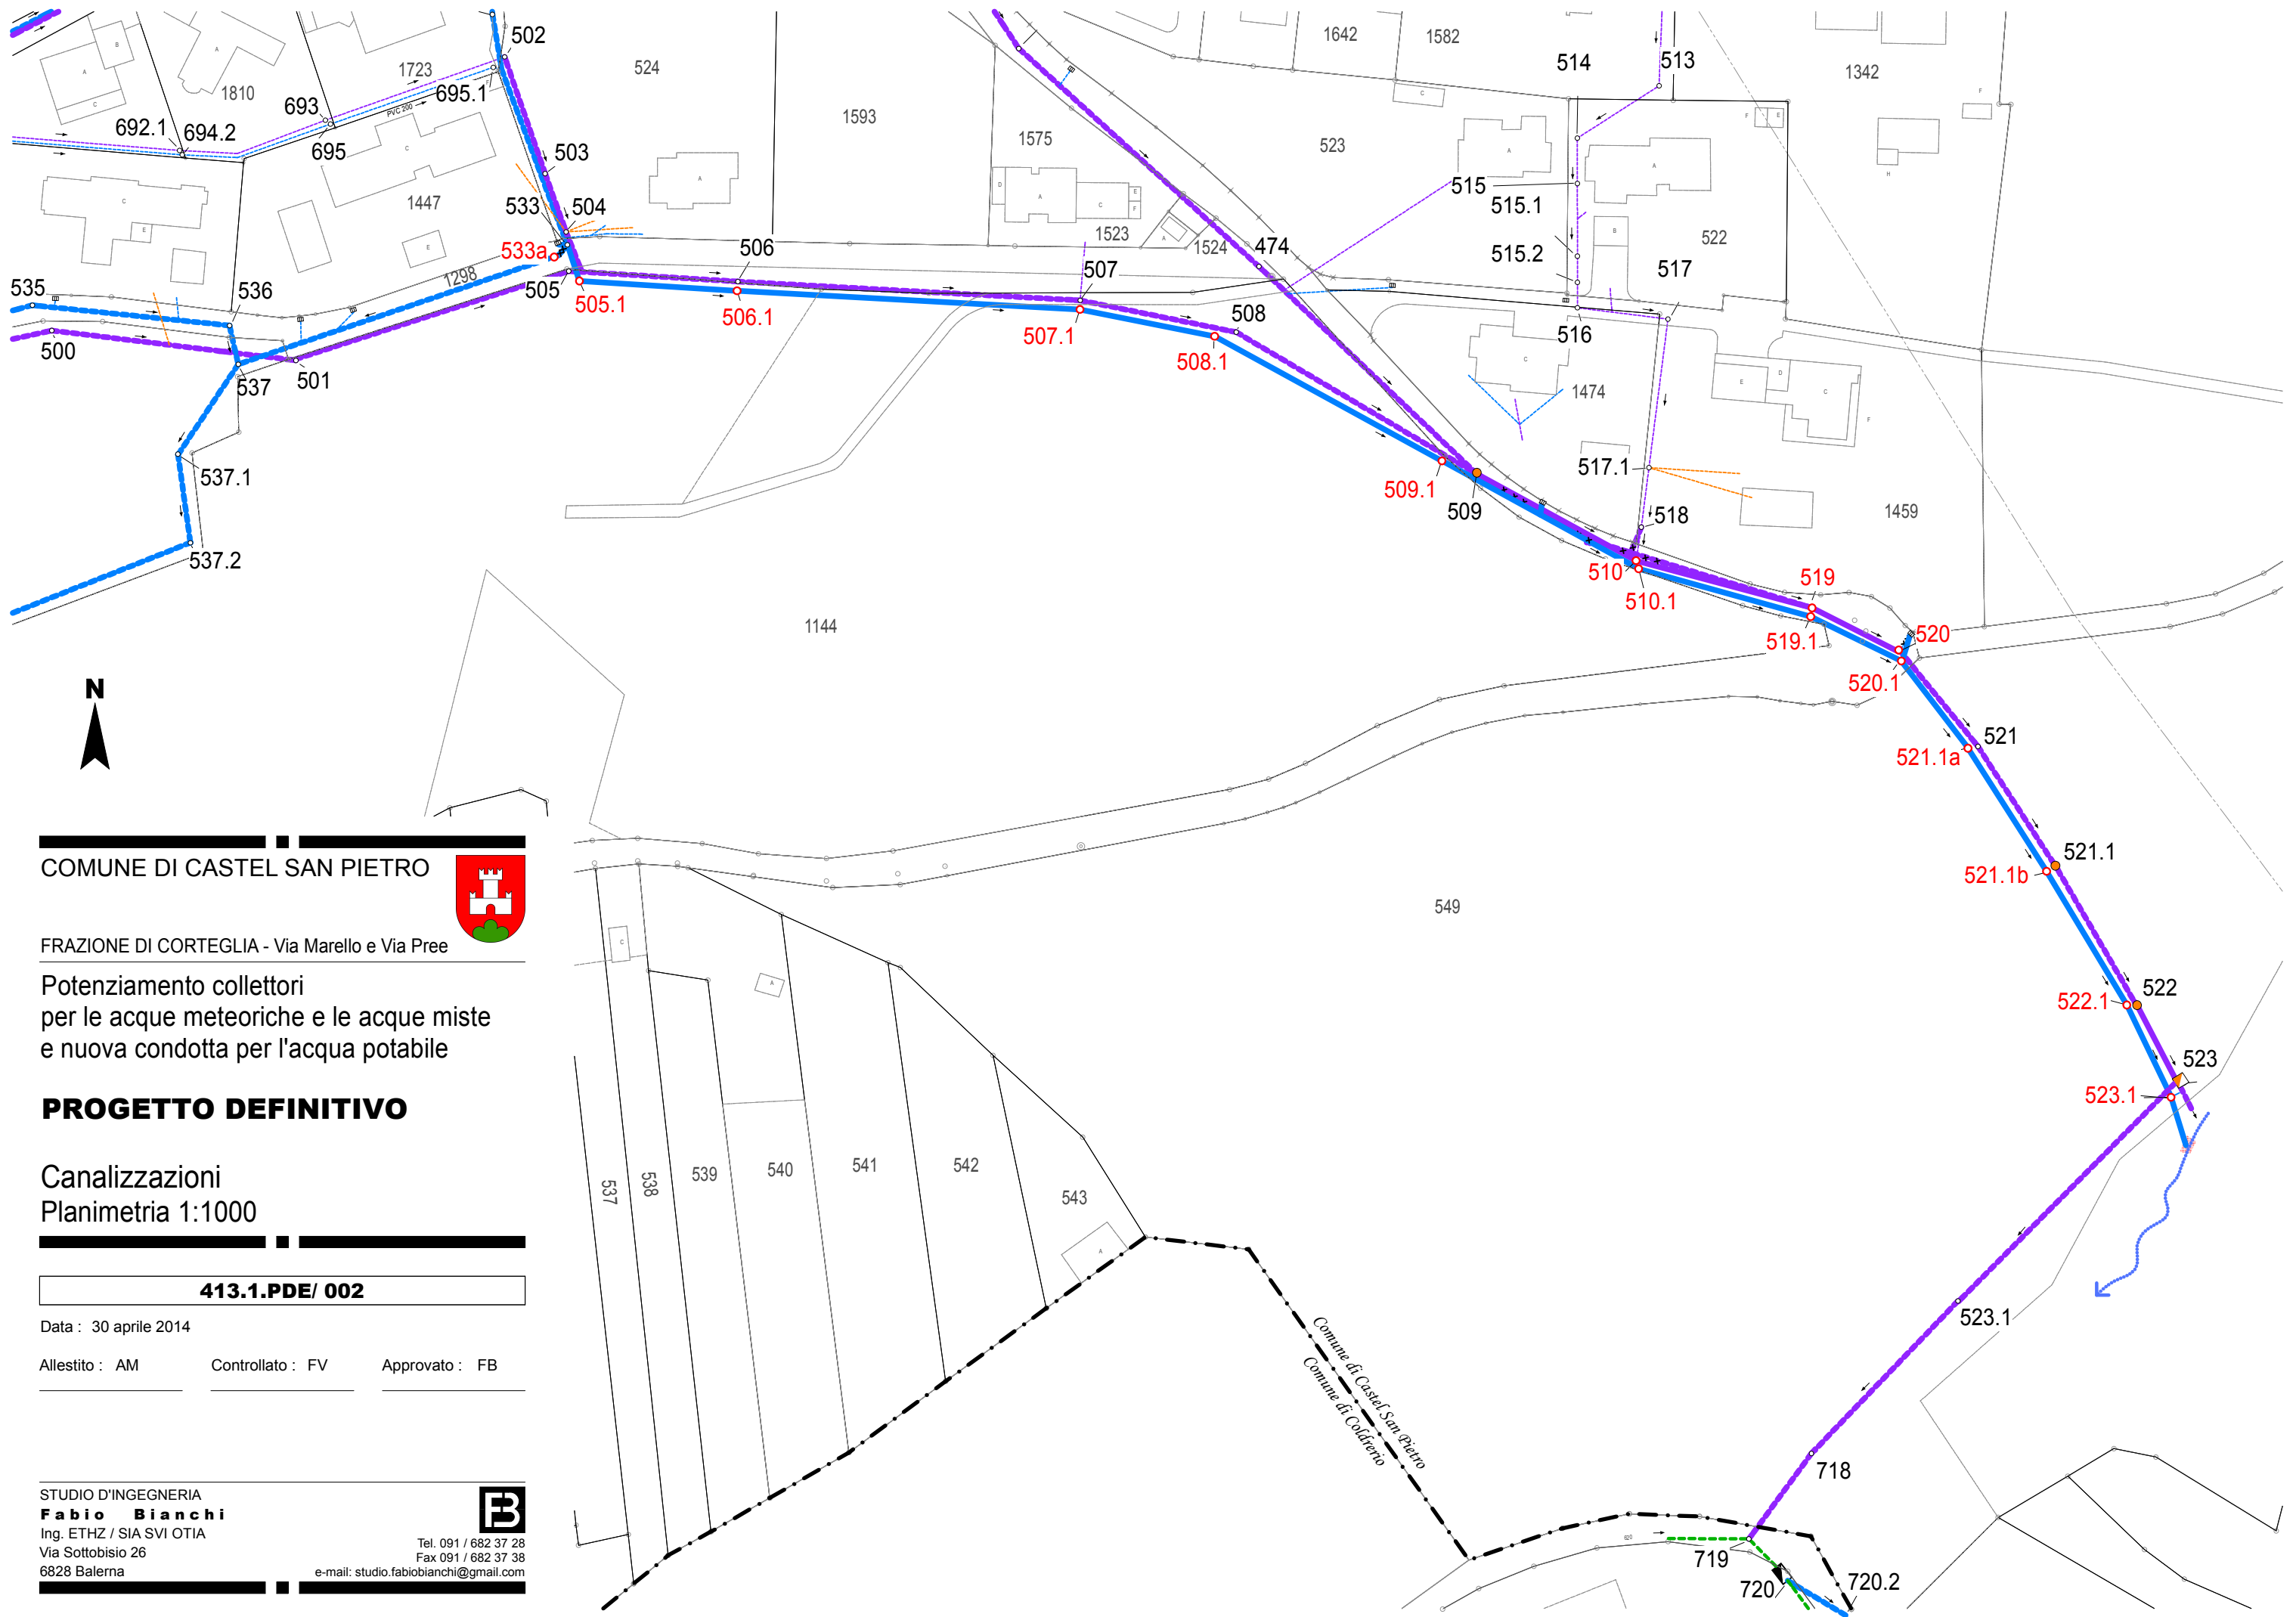 502
524
1723
695.1
1810
693
PVC 200
692.1
694.2
695
1593
1642
1582
514
513
1342
1575
523
503
515
515.1
1447
533
504
533a
506
1523
1524
474
515.2
522
517
1298
507
535
536
505
505.1
506.1
508
516
500
507.1
508.1
501
537
1474
537.1
509.1
509
517.1
518
1459
537.2
510
510.1
519
519.1
520
520.1
1144
521
521.1a
521.1
521.1b
549
522
522.1
523
523.1
523.1
718
719
720
720.2
620
537
538
539
540
541
542
543
Comune di Castel San Pietro
Comune di Coldrerio
N
COMUNE DI CASTEL SAN PIETRO
FRAZIONE DI CORTEGLIA - Via Marello e Via Pree
Potenziamento collettori
per le acque meteoriche e le acque miste
e nuova condotta per l'acqua potabile
PROGETTO DEFINITIVO
Canalizzazioni
Planimetria 1:1000
413.1.PDE/ 002
Data : 30 aprile 2014
Allestito : AM Controllato : FV Approvato : FB
STUDIO D'INGEGNERIA
Fabio Bianchi
Ing. ETHZ / SIA SVI OTIA
Via Sottobisio 26
6828 Balerna
FB
Tel. 091 / 682 37 28
Fax 091 / 682 37 38
e-mail: studio.fabiobianchi@gmail.com